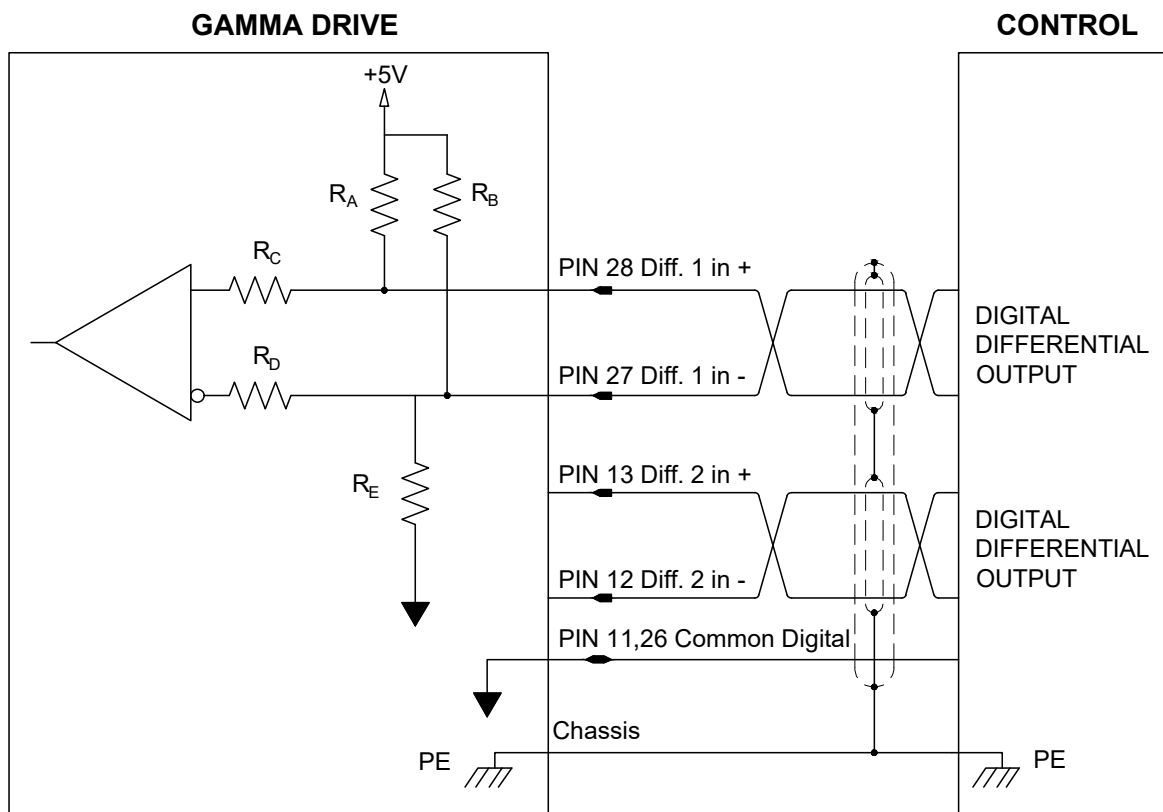 GAMMA DRIVE
CONTROL
+5V
RA
RB
RC
PIN 28 Diff. 1 in +
DIGITAL
DIFFERENTIAL
OUTPUT
RD
PIN 27 Diff. 1 in -
RE
PIN 13 Diff. 2 in +
DIGITAL
DIFFERENTIAL
OUTPUT
PIN 12 Diff. 2 in -
PIN 11,26 Common Digital
Chassis
PE
PE